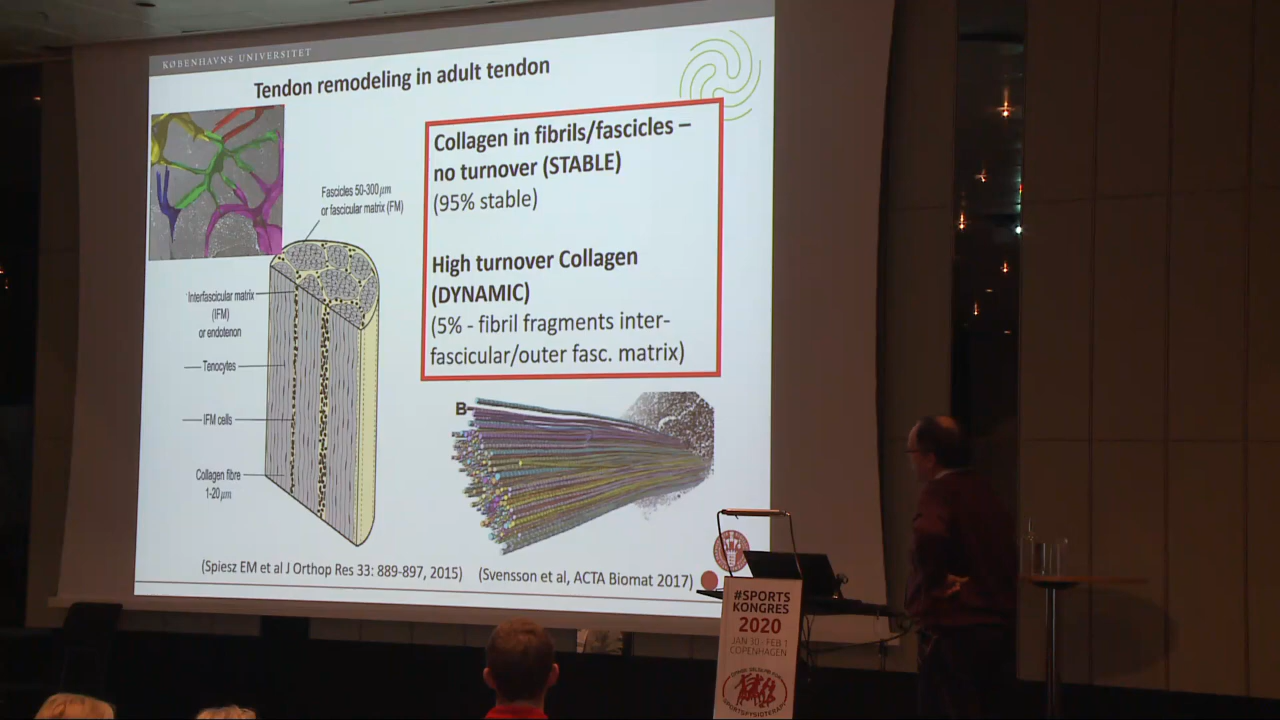 KØBENHAVNS UNIVERSITET
Tendon remodeling in adult tendon
Collagen in fibrils/fascicles –
no turnover (STABLE)
(95% stable)
High turnover Collagen
(DYNAMIC)
(5% - fibril fragments inter-
fascicular/outer fasc. matrix)
Fascicles 50-300 µm
or fascicular matrix (FM)
Interfascicular matrix
(IFM)
or endotenon
Tenocytes
IFM cells
Collagen fibre
1-20 µm
B
(Spiesz EM et al J Orthop Res 33: 889-897, 2015)
(Svensson et al, ACTA Biomat 2017)
#SPORTS
KONGRES
2020
JAN 30 - FEB 1
COPENHAGEN